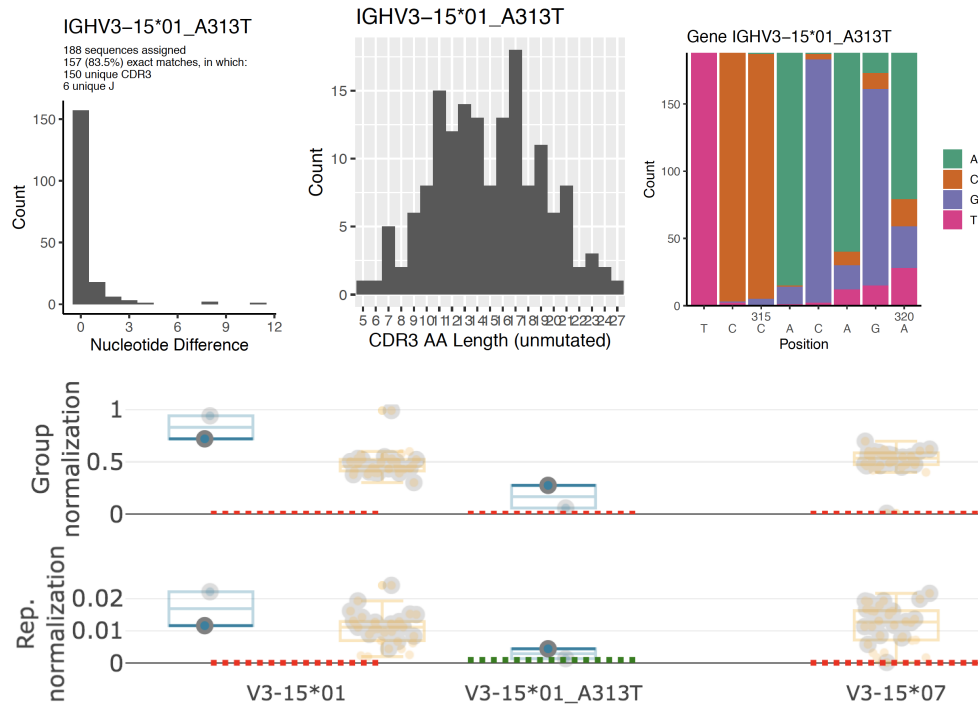 IGHV3-15*01_A313T
188 sequences assigned
157 (83.5%) exact matches, in which:
150 unique CDR3
6 unique J
150
100
50
0
Count
0 3 6 9 12
Nucleotide Difference
IGHV3-15*01_A313T
15
10
5
0
Count
5 6 7 8 9 10 11 12 13 14 15 16 17 18 19 20 21 22 23 24 27
CDR3 AA Length (unmutated)
Gene IGHV3-15*01_A313T
150
100
50
0
Count
315 320
T C C A C A G A
Position
A
C
G
T
Group
normalization
1
0.5
0
Rep.
normalization
0.02
0.01
0
V3-15*01 V3-15*01_A313T V3-15*07